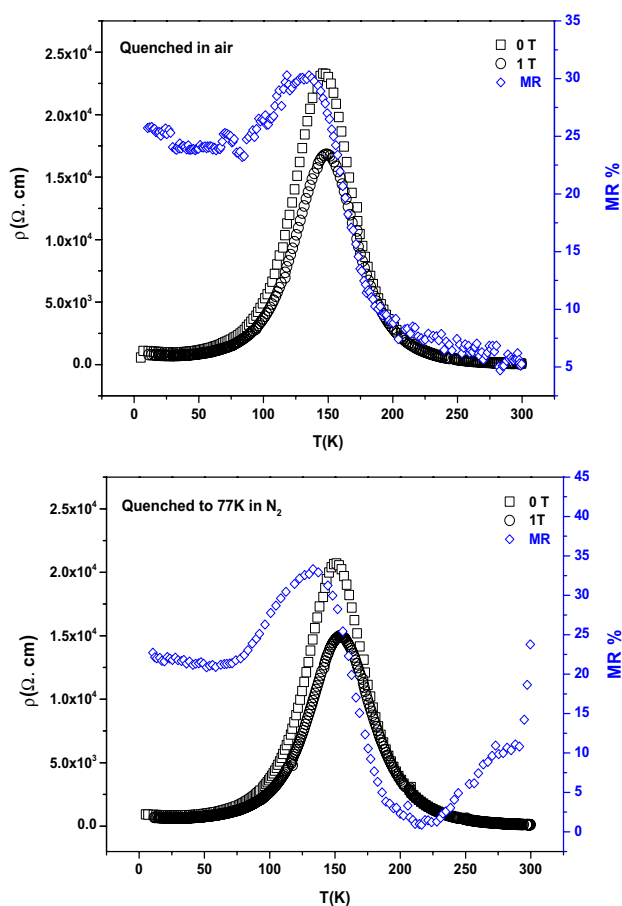 Quenched in air
0 T
1 T
MR
2.5x10⁴
2.0x10⁴
1.5x10⁴
1.0x10⁴
5.0x10³
0.0
ρ (Ω. cm)
35
30
25
20
15
10
5
MR %
0 50 100 150 200 250 300
T(K)
Quenched to 77K in N₂
0 T
1T
MR
2.5x10⁴
2.0x10⁴
1.5x10⁴
1.0x10⁴
5.0x10³
0.0
ρ (Ω. cm)
45
40
35
30
25
20
15
10
5
0
MR %
0 50 100 150 200 250 300
T(K)